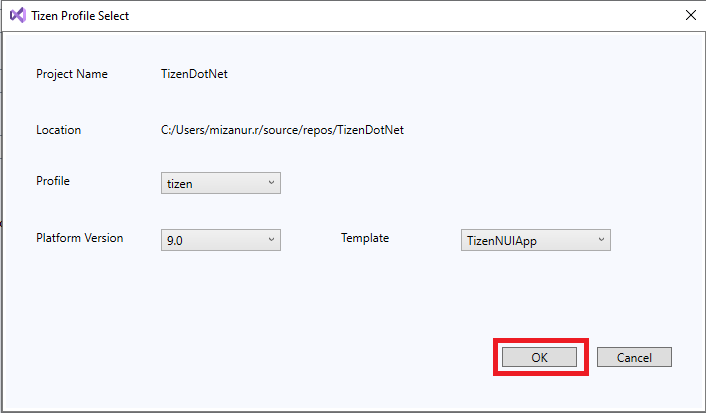 Tizen Profile Select
Project Name TizenDotNet
Location C:/Users/mizanur.r/source/repos/TizenDotNet
Profile tizen
Platform Version 9.0 Template TizenNUIApp
OK Cancel